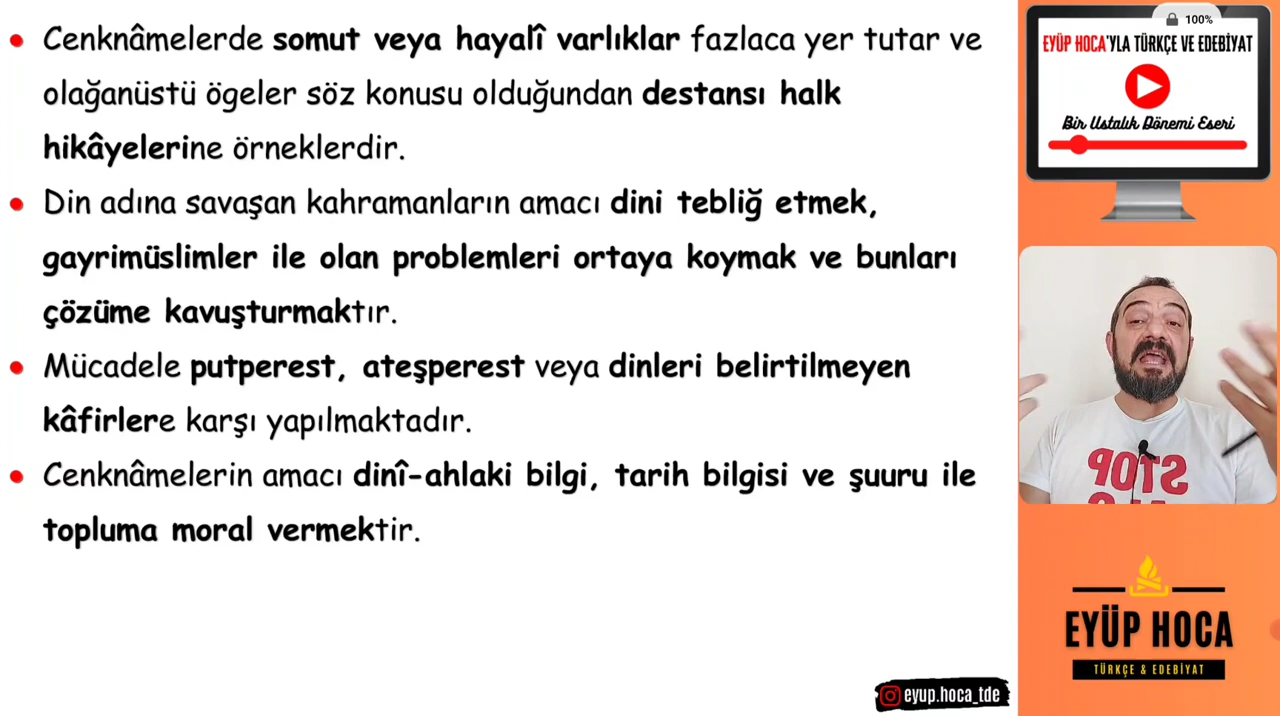 • Cenknâmelerde somut veya hayalî varlıklar fazlaca yer tutar ve
olağanüstü ögeler söz konusu olduğundan destansı halk
hikâyelerine örneklerdir.
• Din adına savaşan kahramanların amacı dini tebliğ etmek,
gayrimüslimler ile olan problemleri ortaya koymak ve bunları
çözüme kavuşturmaktır.
• Mücadele putperest, ateşperest veya dinleri belirtilmeyen
kâfirlere karşı yapılmaktadır.
• Cenknâmelerin amacı dinî-ahlaki bilgi, tarih bilgisi ve şuuru ile
topluma moral vermektir.
100%
EYÜP HOCA'YLA TÜRKÇE VE EDEBİYAT
Bir Ustalık Dönemi Eseri
STOP
EYÜP HOCA
TÜRKÇE & EDEBİYAT
eyup.hoca_tde